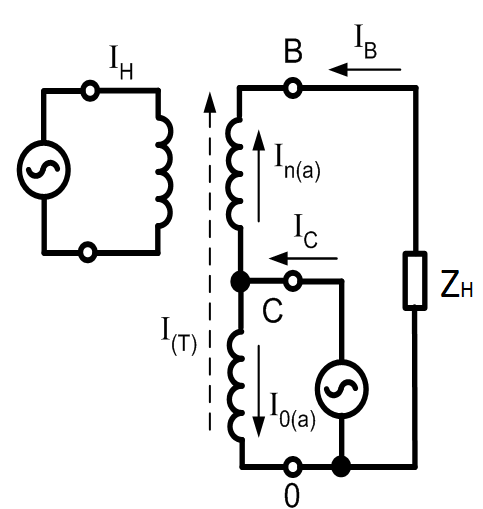 B
I_B
I_H
I_n(a)
I_C
C
Z_H
I_(T)
I_0(a)
0